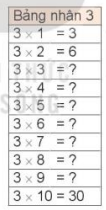 Bảng nhân 3
3 × 1 = 3
3 × 2 = 6
3 × 3 = ?
3 × 4 = ?
3 × 5 = ?
3 × 6 = ?
3 × 7 = ?
3 × 8 = ?
3 × 9 = ?
3 × 10 = 30